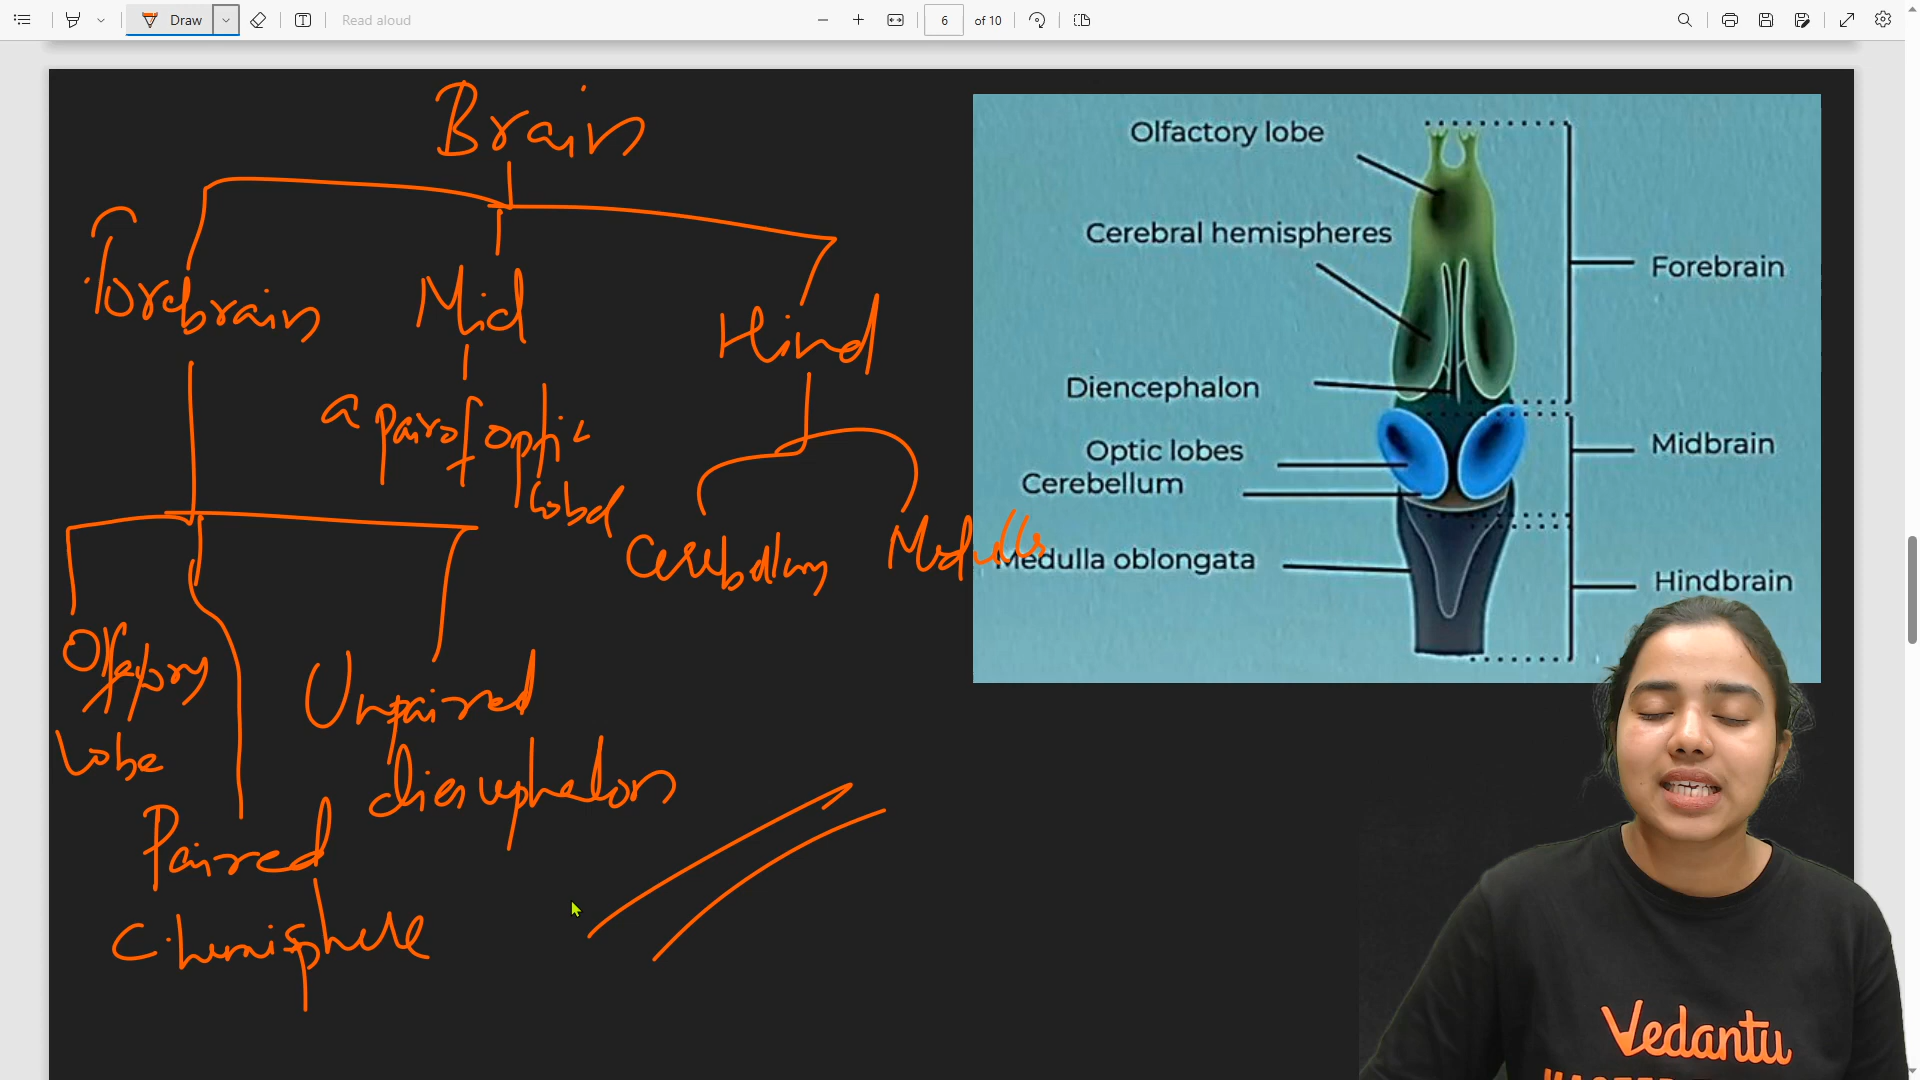 Draw
Read aloud
6 of 10
Brain
Forebrain
Mid
Hind
a pair of optic
lobel
Cerebellum
Medulla
Olfactory
lobe
Unpaired
diencephalon
Paired
C. hemisphere
Olfactory lobe
Cerebral hemispheres
Diencephalon
Optic lobes
Cerebellum
Medulla oblongata
Forebrain
Midbrain
Hindbrain
Vedantu